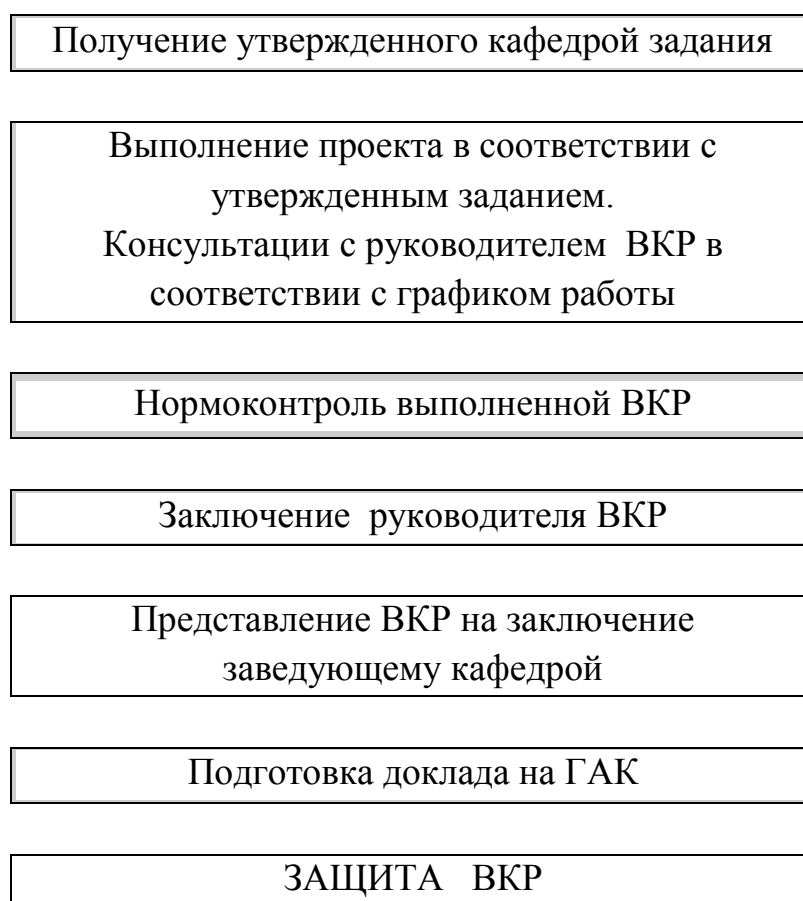 Получение утвержденного кафедрой задания
Выполнение проекта в соответствии с
утвержденным заданием.
Консультации с руководителем  ВКР в
соответствии с графиком работы
Нормоконтроль выполненной ВКР
Заключение  руководителя ВКР
Представление ВКР на заключение
заведующему кафедрой
Подготовка доклада на ГАК
ЗАЩИТА   ВКР